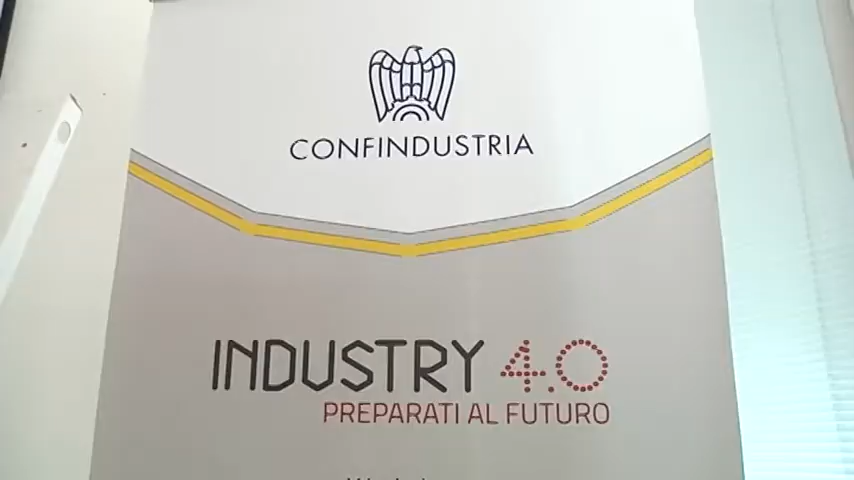 CONFINDUSTRIA
INDUSTRY 4.0
PREPARATI AL FUTURO